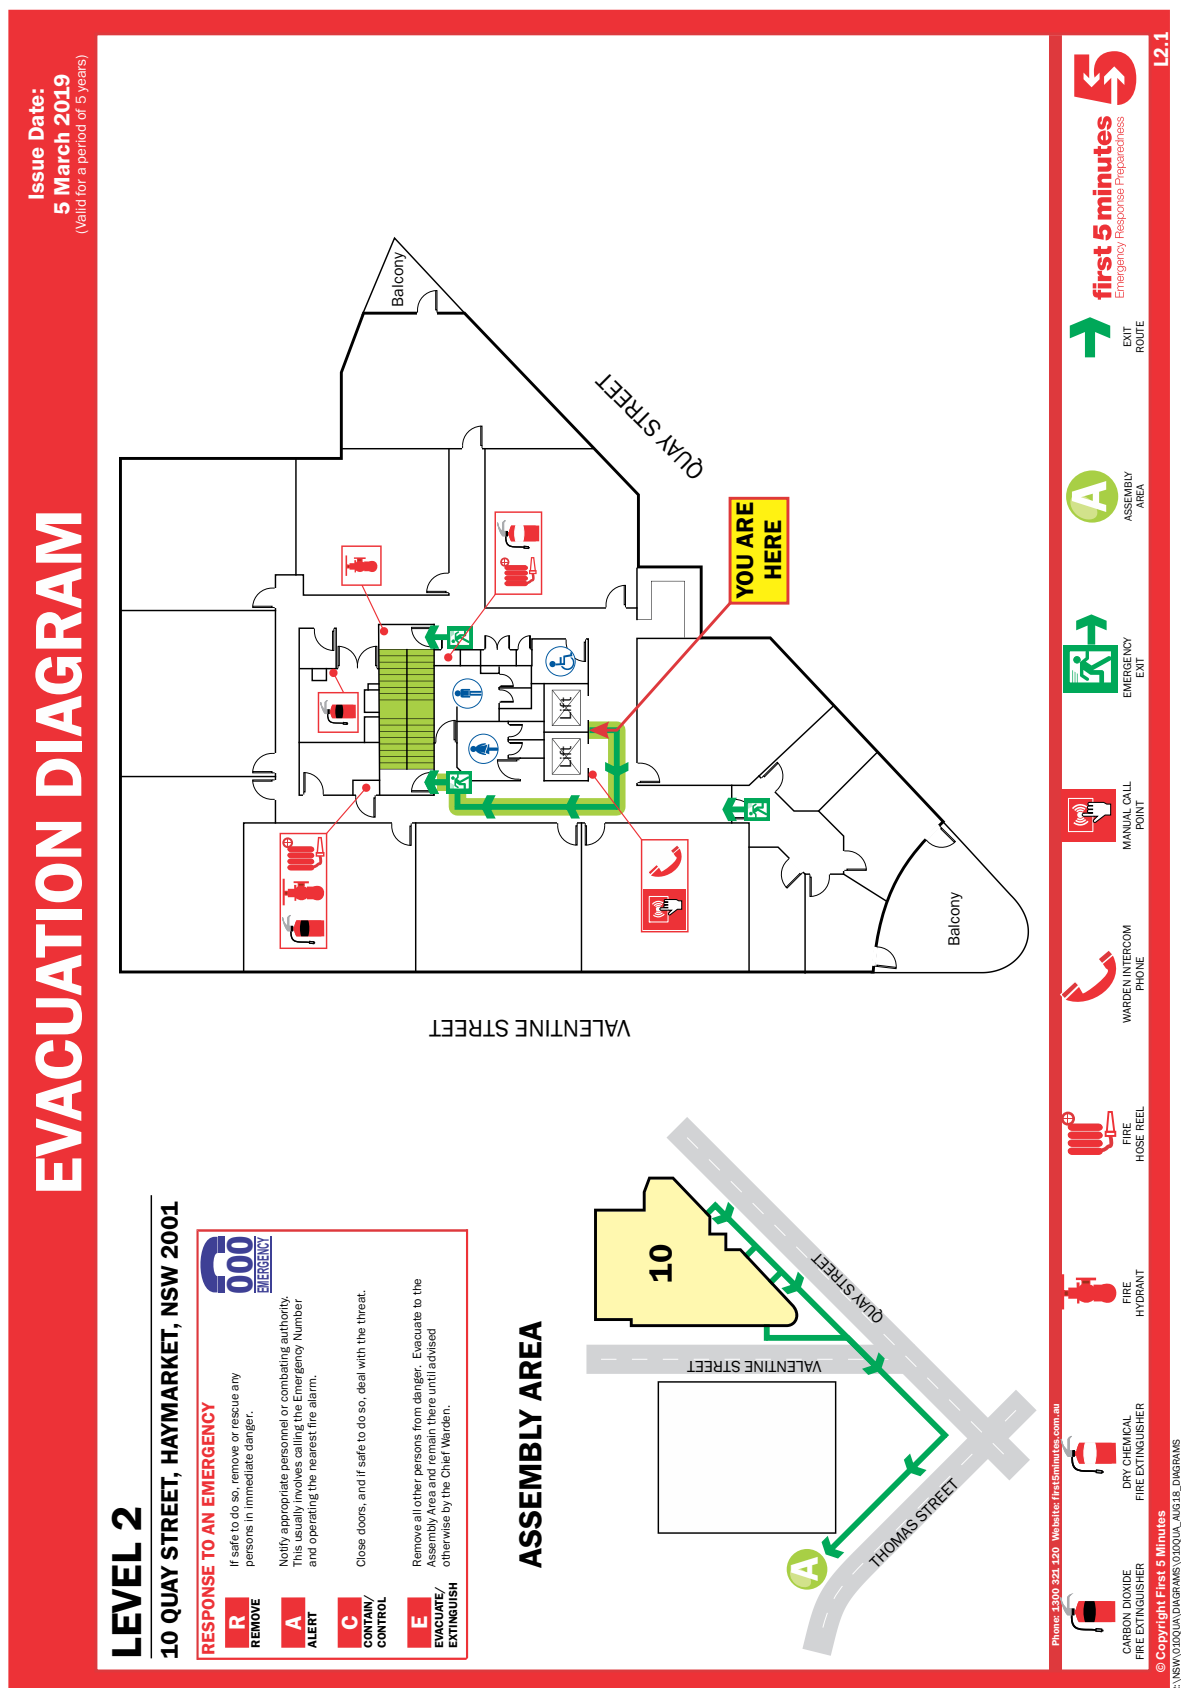 EVACUATION DIAGRAM
Issue Date:
5 March 2019
(Valid for a period of 5 years)
LEVEL 2
10 QUAY STREET, HAYMARKET, NSW 2001
RESPONSE TO AN EMERGENCY
000
EMERGENCY
R
REMOVE
If safe to do so, remove or rescue any
persons in immediate danger.
A
ALERT
Notify appropriate personnel or combating authority.
This usually involves calling the Emergency Number
and operating the nearest fire alarm.
C
CONTAIN/
CONTROL
Close doors, and if safe to do so, deal with the threat.
E
EVACUATE/
EXTINGUISH
Remove all other persons from danger. Evacuate to the
Assembly Area and remain there until advised
otherwise by the Chief Warden.
ASSEMBLY AREA
10
VALENTINE STREET
QUAY STREET
THOMAS STREET
A
VALENTINE STREET
QUAY STREET
Balcony
Balcony
Lift
Lift
YOU ARE
HERE
Phone: 1300 321 120 Website: first5minutes.com.au
CARBON DIOXIDE
FIRE EXTINGUISHER
DRY CHEMICAL
FIRE EXTINGUISHER
FIRE
HYDRANT
FIRE
HOSE REEL
WARDEN INTERCOM
PHONE
MANUAL CALL
POINT
EMERGENCY
EXIT
A
ASSEMBLY
AREA
EXIT
ROUTE
first 5 minutes
Emergency Response Preparedness
5
© Copyright First 5 Minutes
L2.1
:\NSW\010QUA\DIAGRAMS\010QUA_AUG18_DIAGRAMS